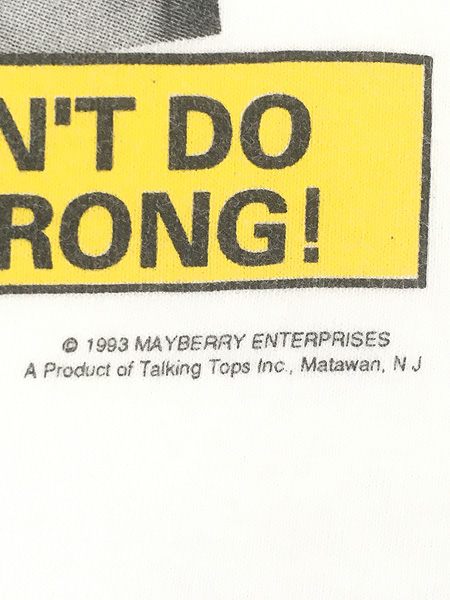 N'T DO
RONG!
© 1993 MAYBERRY ENTERPRISES
A Product of Talking Tops Inc., Matawan, N J